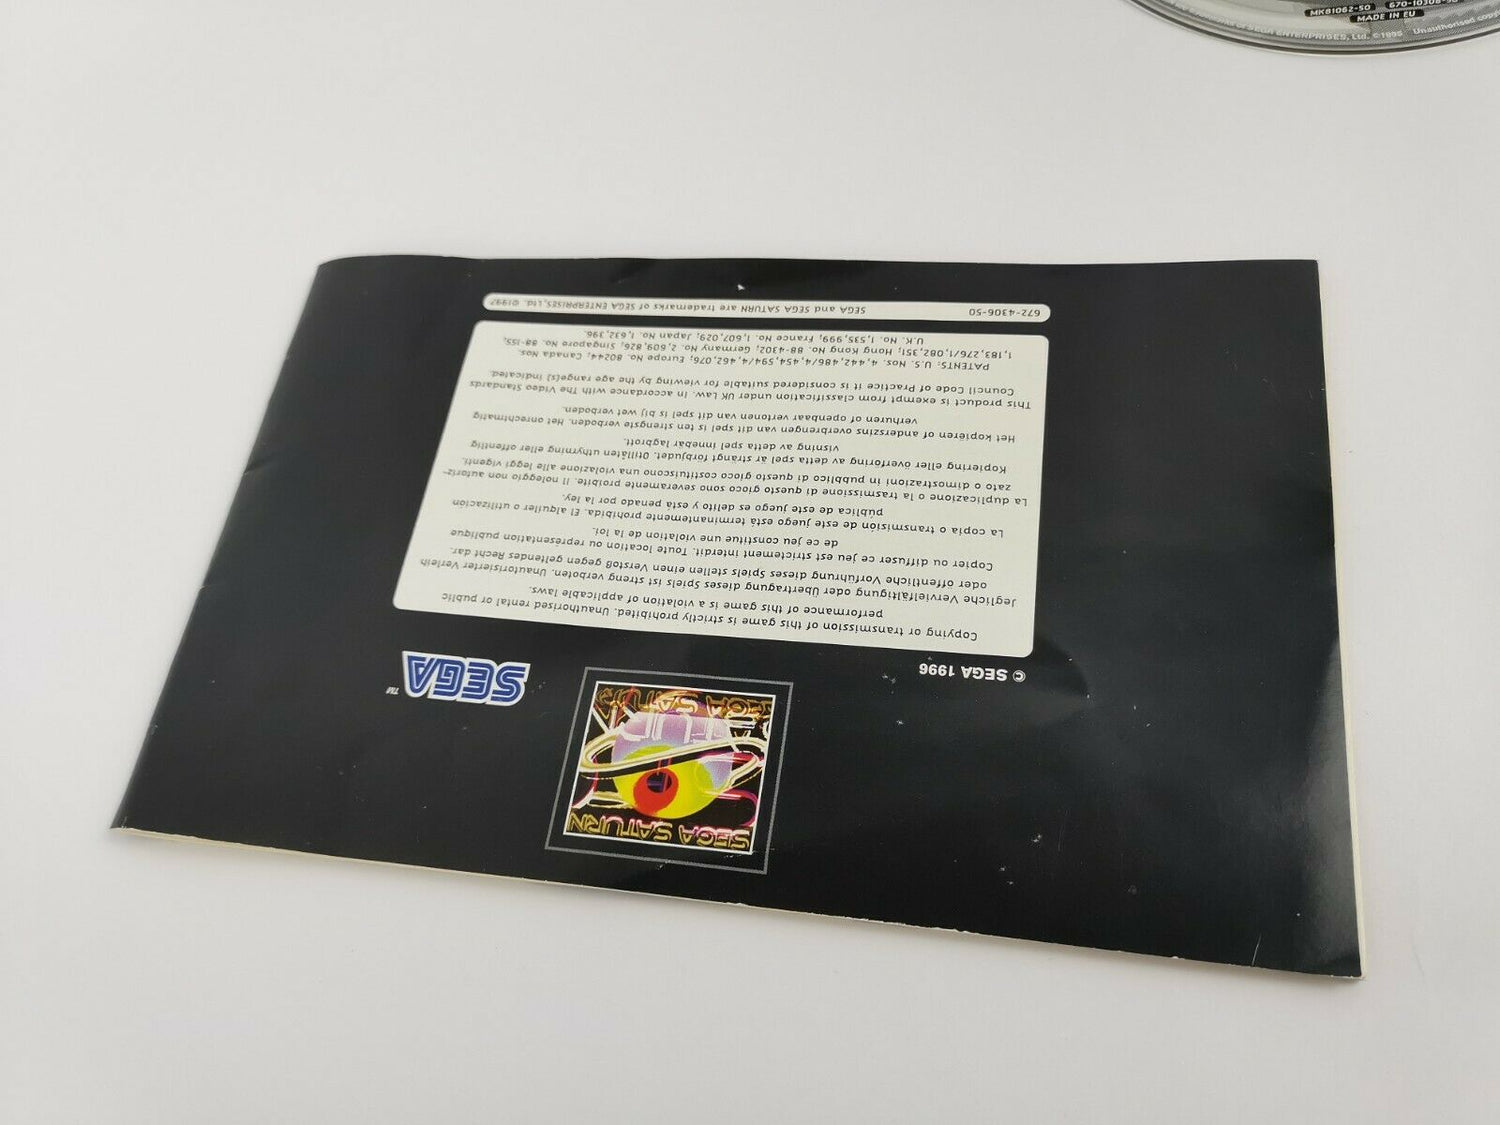 MK81062-50
MADE IN EU
SEGA ENTERPRISES, Ltd. ©1996 Unauthorised
SEGA SATURN
SEGA™
© SEGA 1996
Copying or transmission of this game is strictly prohibited. Unauthorised rental or public
performance of this game is a violation of applicable laws.
Jegliche Vervielfältigung oder Übertragung dieses Spiels ist streng verboten. Unautorisierter Verleih
oder öffentliche Vorführung dieses Spiels stellen einen Verstoß gegen geltendes Recht dar.
Copier ou diffuser ce jeu est strictement interdit. Toute location ou représentation publique
de ce jeu constitue une violation de la loi.
La copia o transmisión de este juego está terminantemente prohibida. El alquiler o utilización
pública de este juego es delito y está penado por la ley.
La duplicazione o la trasmissione di questo gioco sono severamente proibite. Il noleggio non autoriz-
zato o dimostrazioni in pubblico di questo gioco costituiscono una violazione alle leggi vigenti.
Kopiering eller överföring av detta spel är strängt förbjudet. Otillåten uthyrning eller offentlig
visning av detta spel innebär lagbrott.
Het kopiëren of anderszins overbrengen van dit spel is ten strengste verboden. Het onrechtmatig
verhuren of openbaar vertonen van dit spel is bij wet verboden.
This product is exempt from classification under UK Law. In accordance with The Video Standards
Council Code of Practice it is considered suitable for viewing by the age range(s) indicated.
PATENTS: U.S. Nos. 4,442,486/4,454,594/4,462,076; Europe No. 80244; Canada Nos.
1,183,276/1,082,351; Hong Kong No. 88-4302; Germany No. 2,609,826; Singapore No. 88-155;
U.K. No. 1,535,999; France No. 1,607,029; Japan No. 1,632,396.
672-4306-50 SEGA and SEGA SATURN are trademarks of SEGA ENTERPRISES, Ltd. ©1997